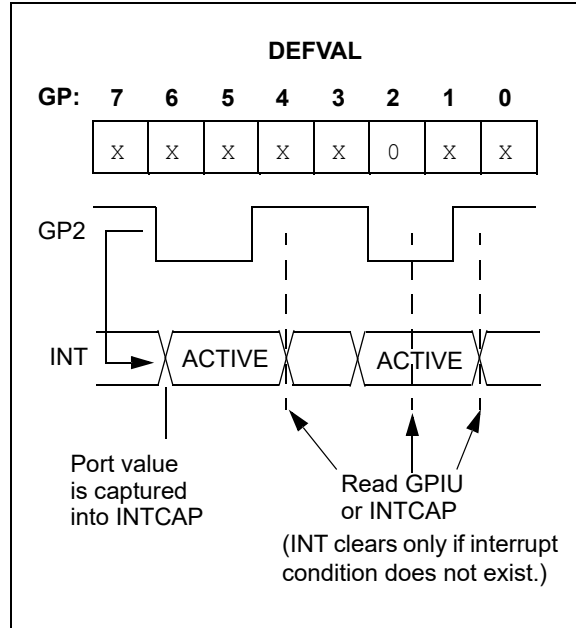 DEFVAL
GP: 7 6 5 4 3 2 1 0
X X X X X 0 X X
GP2
INT ACTIVE ACTIVE
Port value
is captured
into INTCAP
Read GPIU
or INTCAP
(INT clears only if interrupt
condition does not exist.)